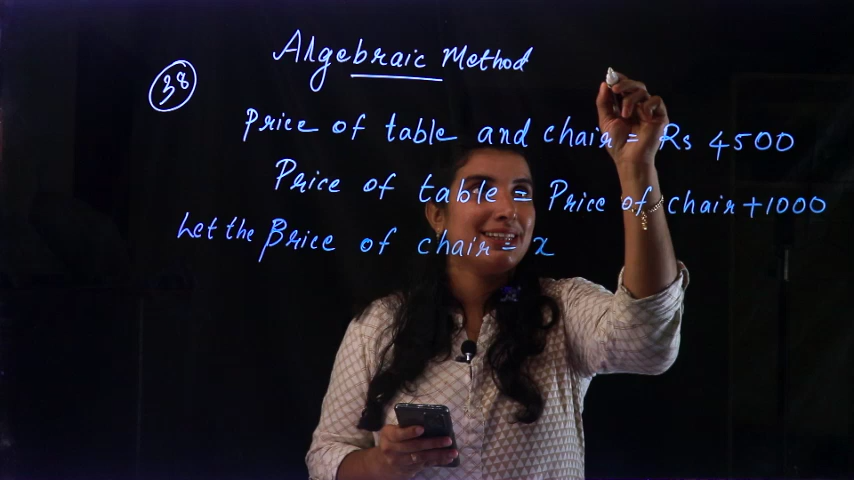 Algebraic Method
38
Price of table and chair = Rs 4500
Price of table = Price of chair + 1000
Let the Price of chair = x